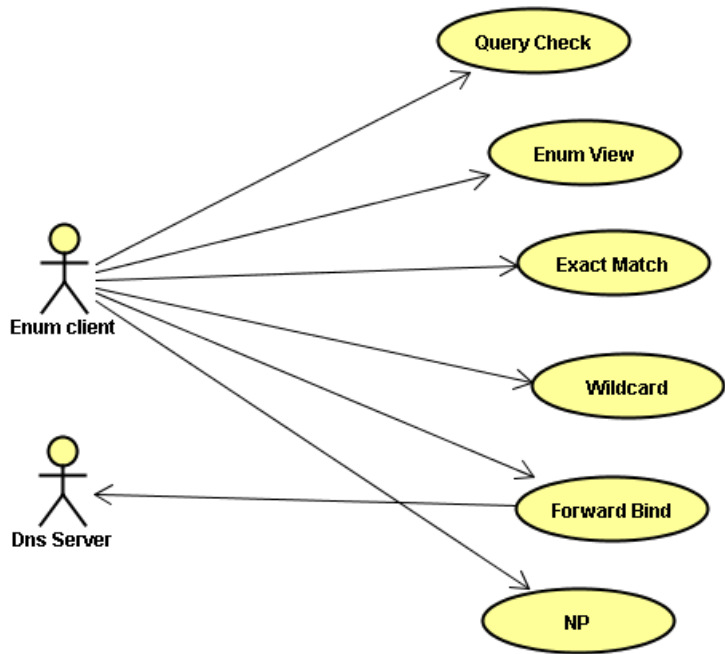 Query Check
Enum View
Exact Match
Enum client
Wildcard
Forward Bind
Dns Server
NP